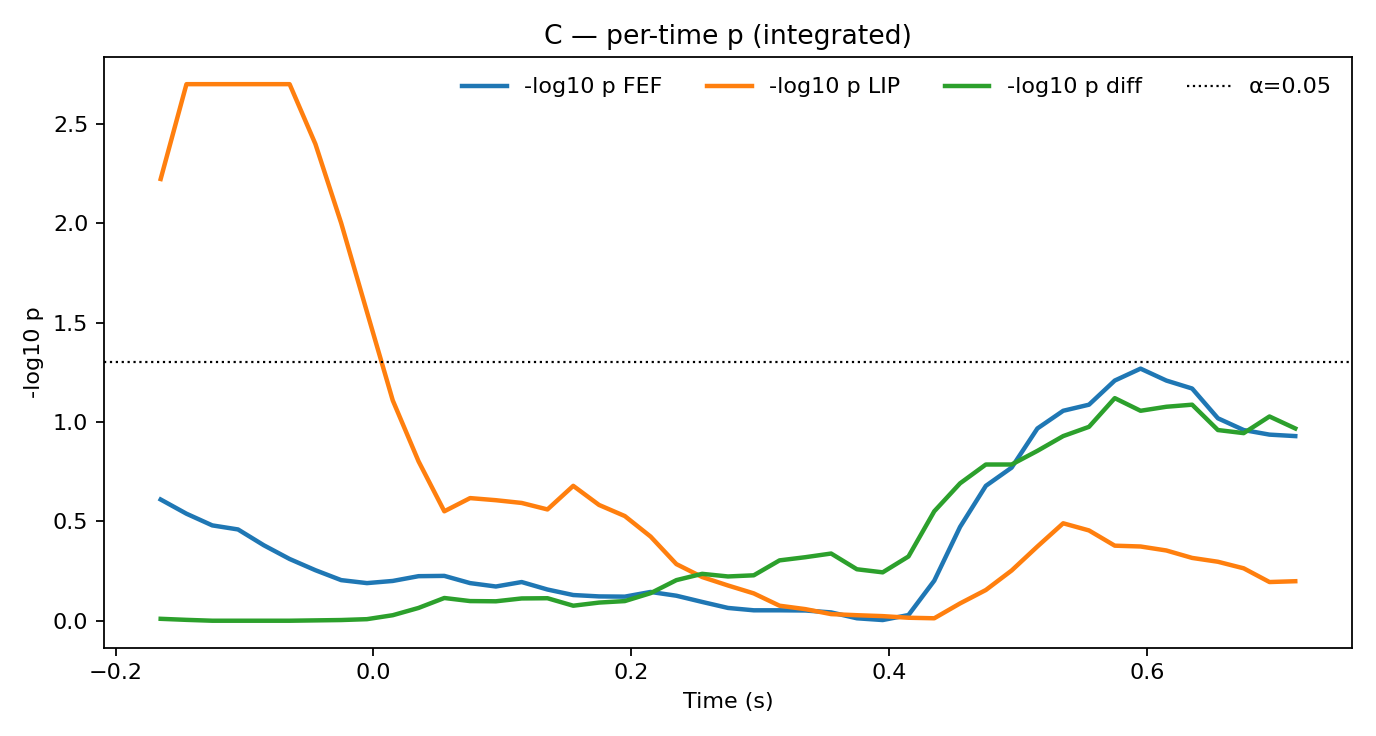 C — per-time p (integrated)
-log10 p FEF -log10 p LIP -log10 p diff α=0.05
-log10 p
2.5
2.0
1.5
1.0
0.5
0.0
−0.2 0.0 0.2 0.4 0.6
Time (s)